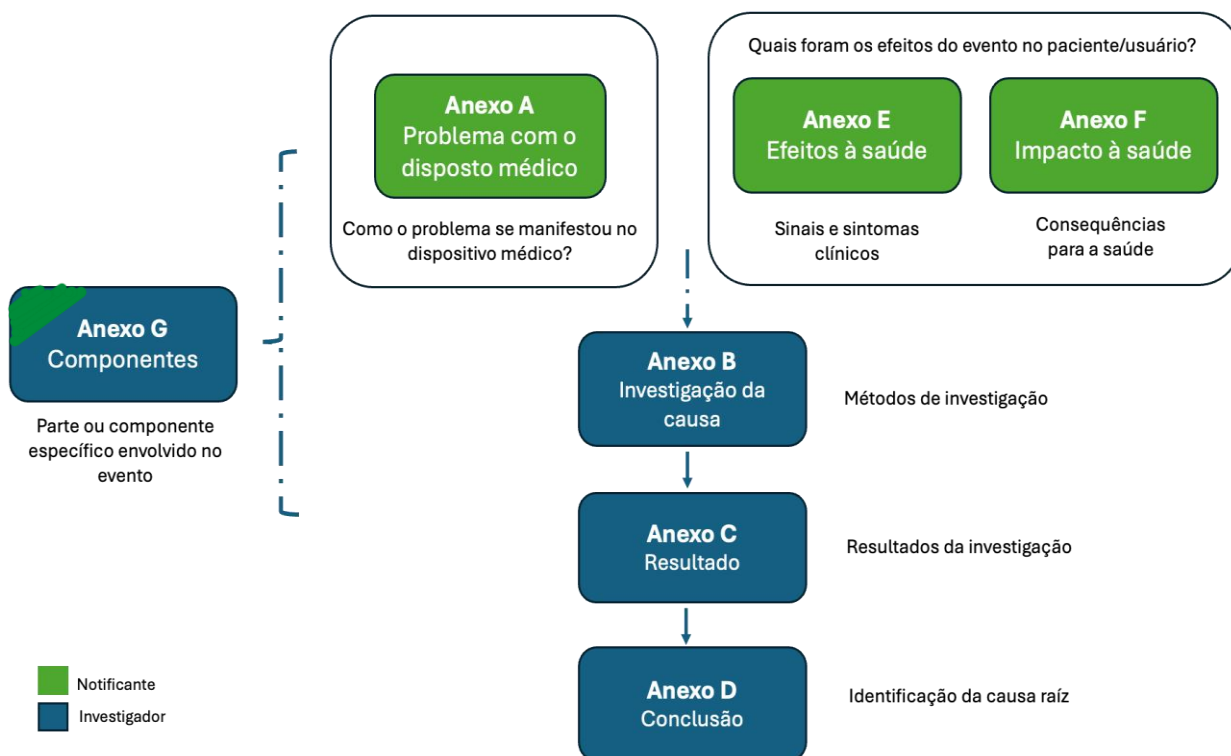 Quais foram os efeitos do evento no paciente/usuário?
Anexo A
Problema com o
disposto médico
Como o problema se manifestou no
dispositivo médico?
Anexo E
Efeitos à saúde
Sinais e sintomas
clínicos
Anexo F
Impacto à saúde
Consequências
para a saúde
Anexo G
Componentes
Parte ou componente
específico envolvido no
evento
Anexo B
Investigação da
causa
Métodos de investigação
Anexo C
Resultado
Resultados da investigação
Anexo D
Conclusão
Identificação da causa raíz
Notificante
Investigador